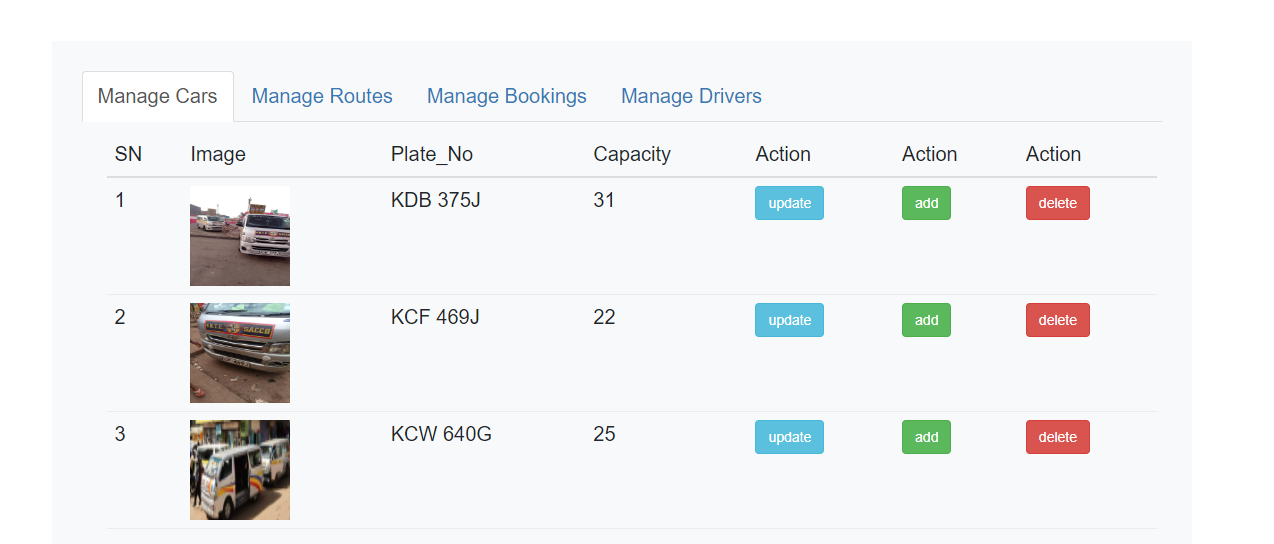 Manage Cars Manage Routes Manage Bookings Manage Drivers
SN Image Plate_No Capacity Action Action Action
1 KDB 375J 31 update add delete
2 KCF 469J 22 update add delete
SACCO
3 KCW 640G 25 update add delete